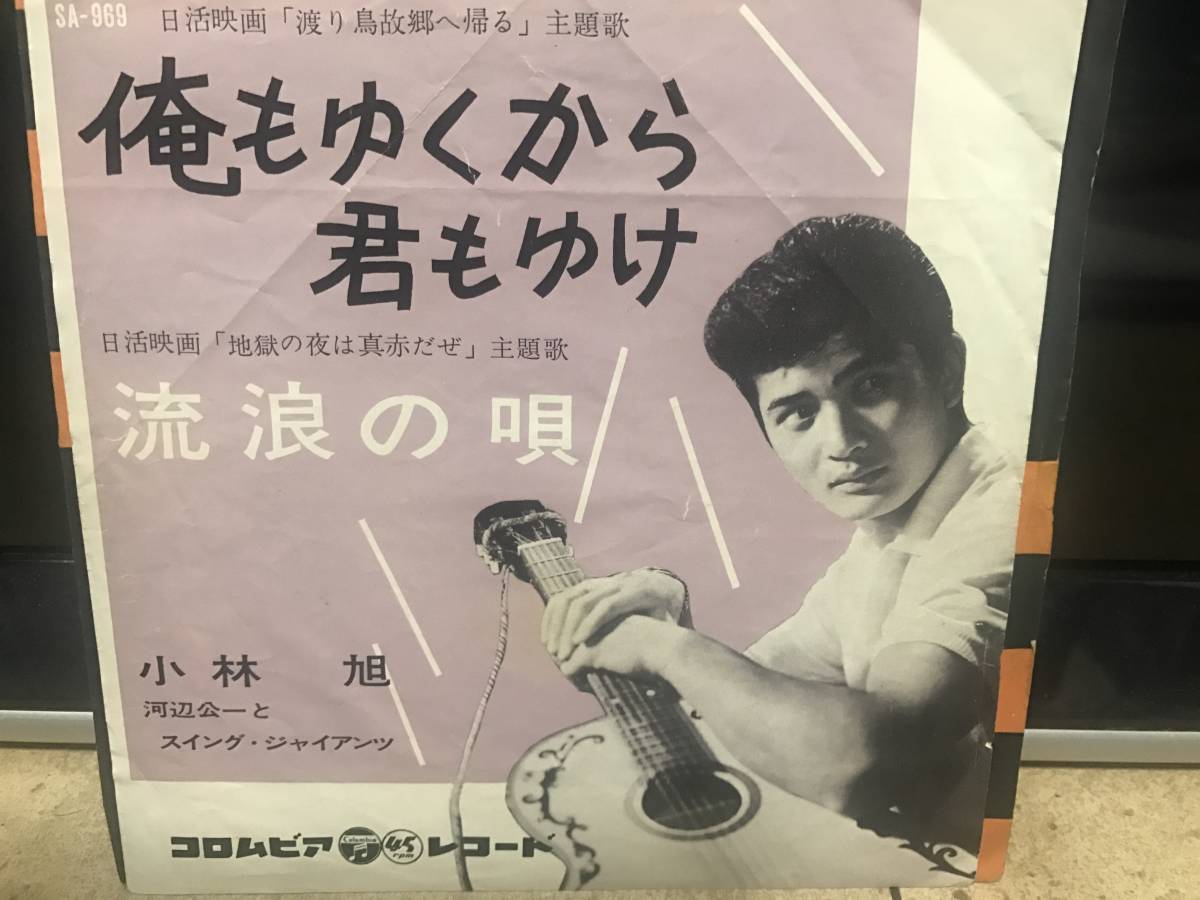 SA-969
日活映画「渡り鳥故郷へ帰る」主題歌
俺もゆくから
君もゆけ
日活映画「地獄の夜は真赤だぜ」主題歌
流浪の唄
小林 旭
河辺公一と
スイング・ジャイアンツ
コロムビア Columbia 45 rpm レコード